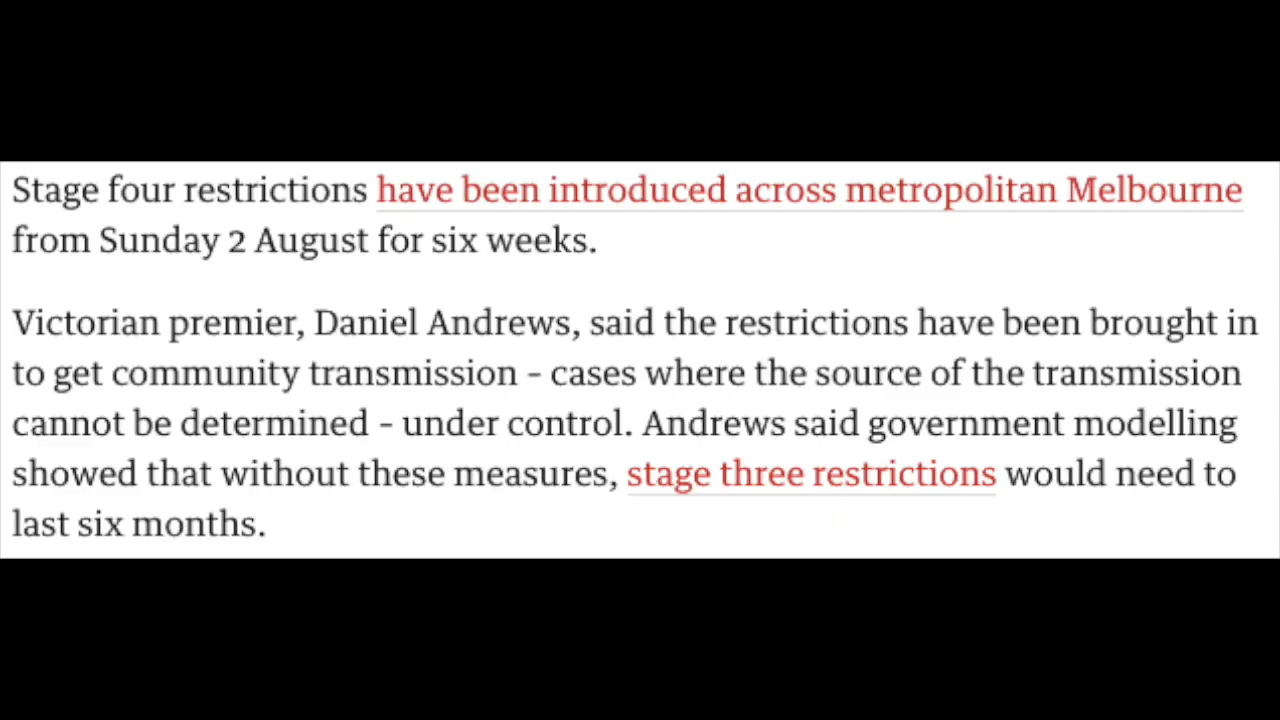 Stage four restrictions have been introduced across metropolitan Melbourne
from Sunday 2 August for six weeks.
Victorian premier, Daniel Andrews, said the restrictions have been brought in
to get community transmission – cases where the source of the transmission
cannot be determined – under control. Andrews said government modelling
showed that without these measures, stage three restrictions would need to
last six months.